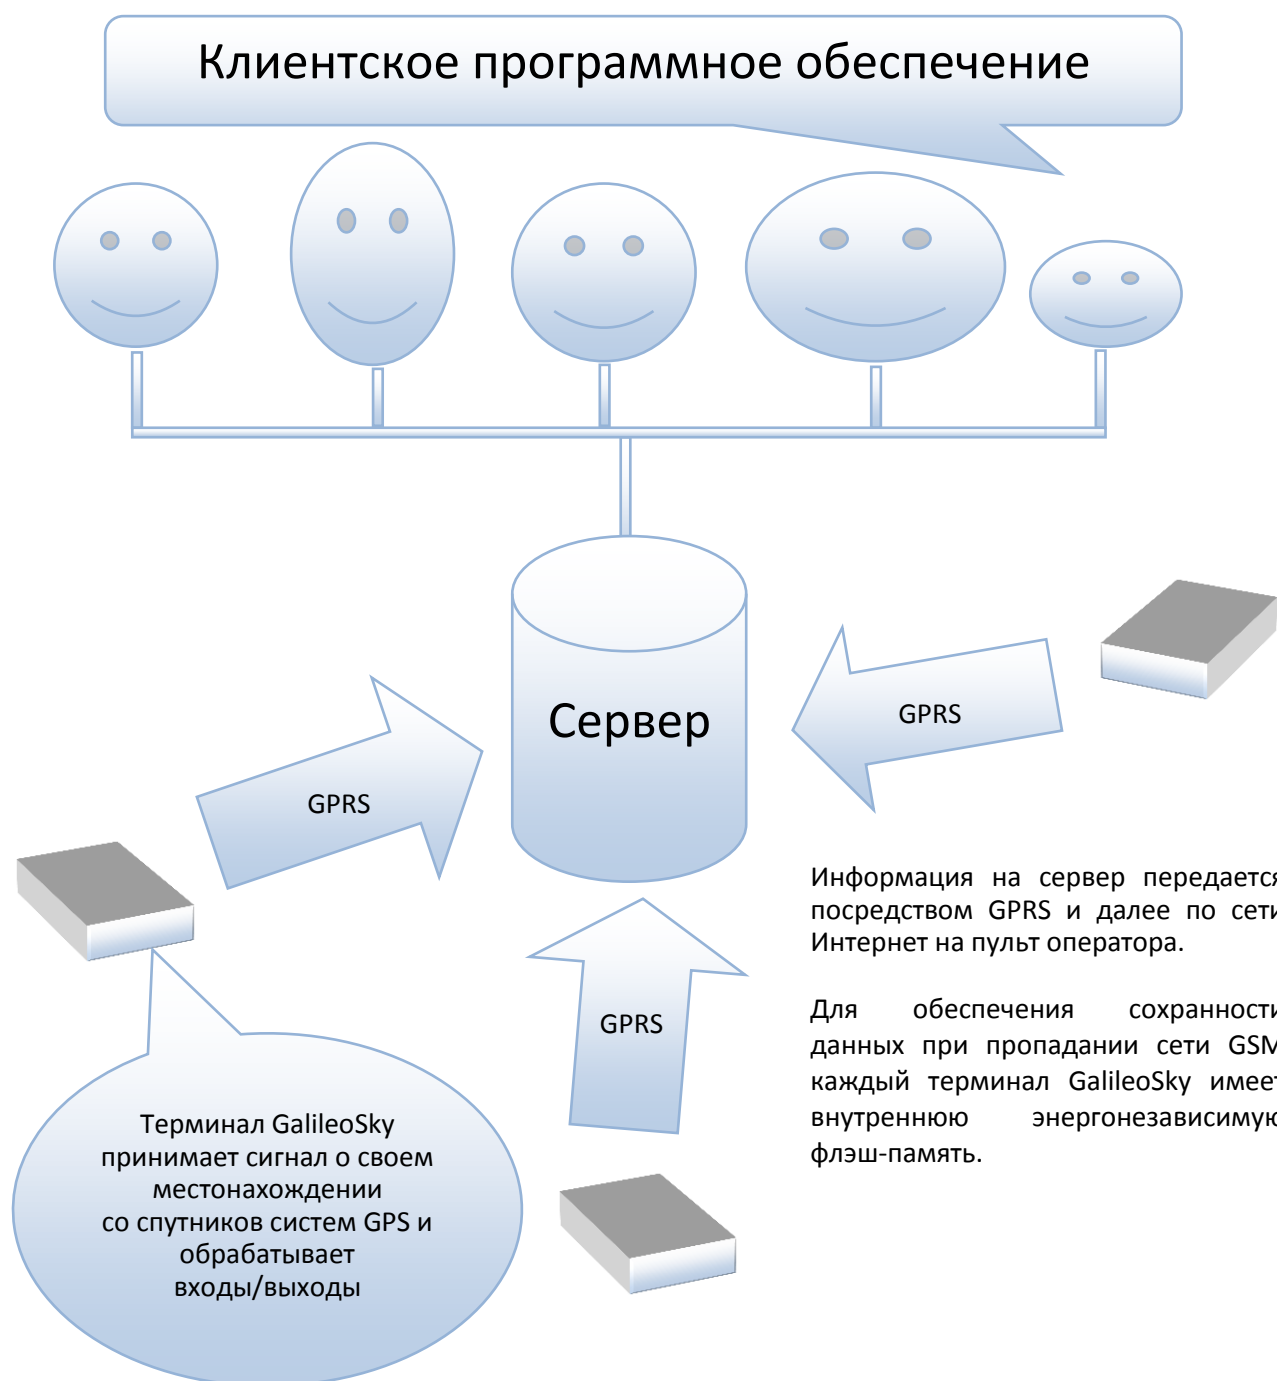 Клиентское программное обеспечение
Сервер
GPRS
GPRS
GPRS
Информация на сервер передается
посредством GPRS и далее по сети
Интернет на пульт оператора.
Для обеспечения сохранности
данных при пропадании сети GSM
каждый терминал GalileoSky имеет
внутреннюю энергонезависимую
флэш-память.
Терминал GalileoSky
принимает сигнал о своем
местонахождении
со спутников систем GPS и
обрабатывает
входы/выходы